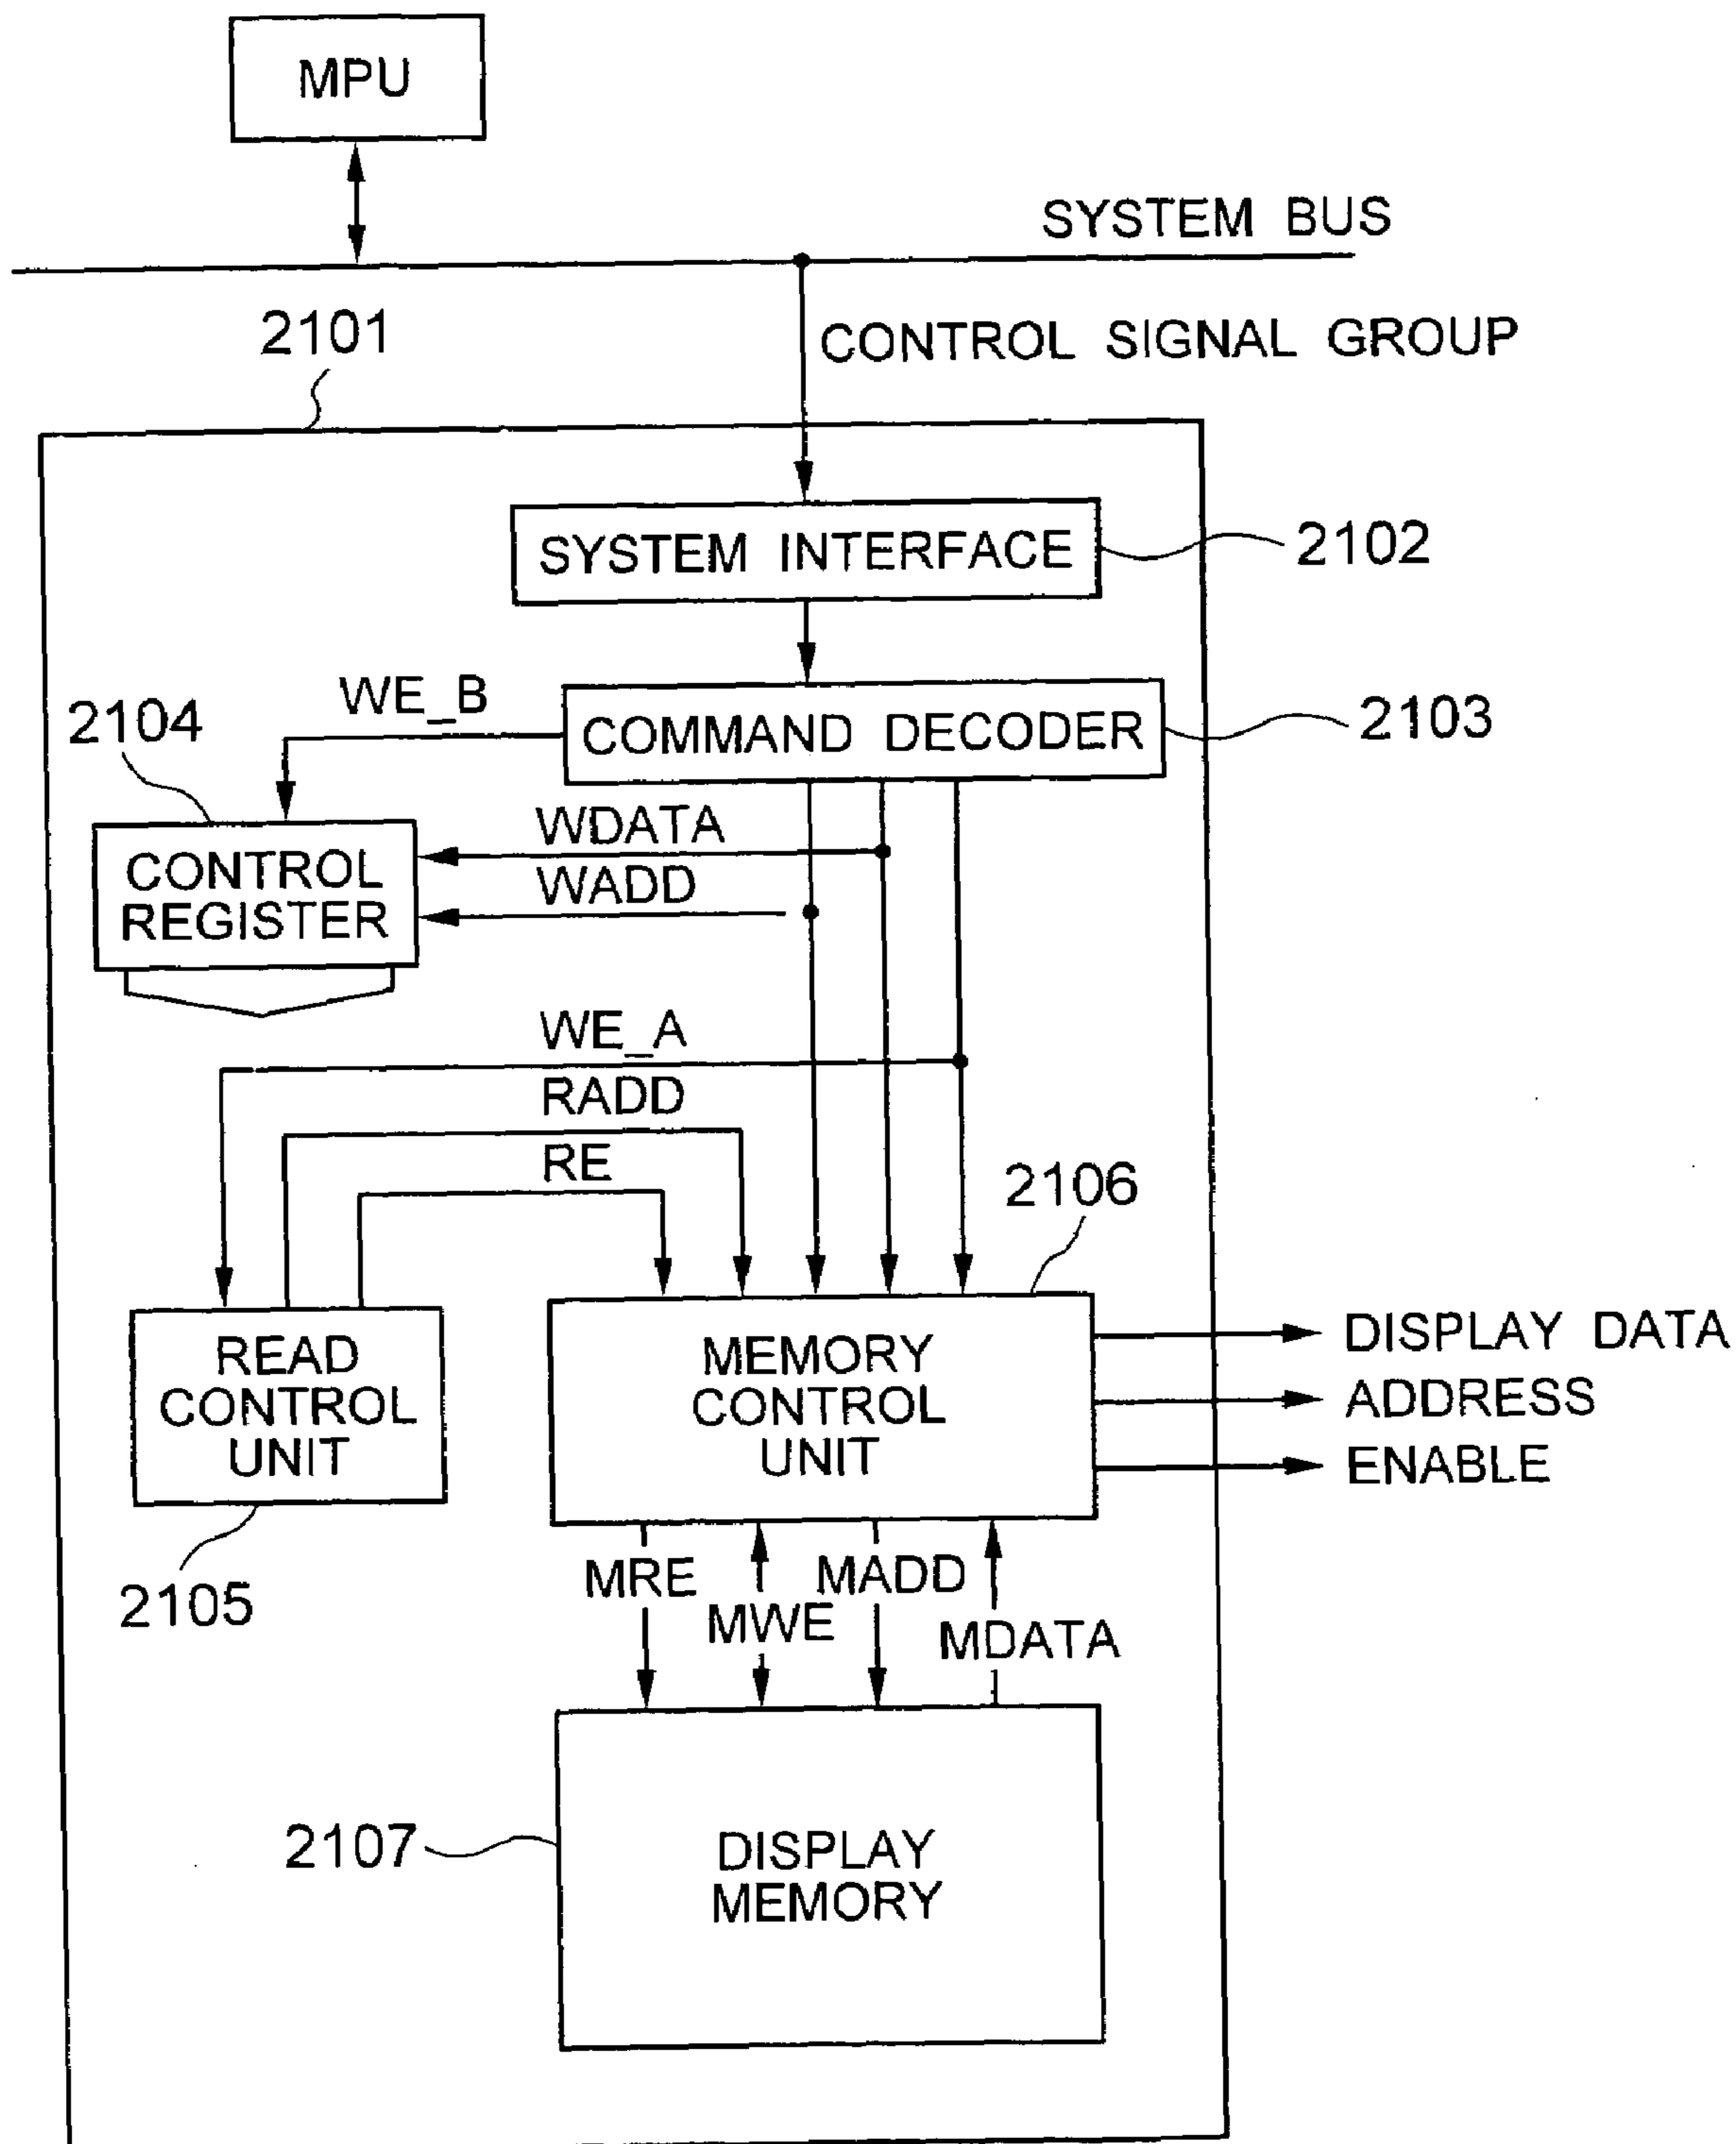 MPU
SYSTEM BUS
2101
CONTROL SIGNAL GROUP
SYSTEM INTERFACE
2102
WE_B
2104
COMMAND DECODER
2103
WDATA
CONTROL
REGISTER
WADD
WE_A
RADD
RE
2106
READ
CONTROL
UNIT
MEMORY
CONTROL
UNIT
DISPLAY DATA
ADDRESS
ENABLE
2105
MRE
MWE
MADD
MDATA
2107
DISPLAY
MEMORY